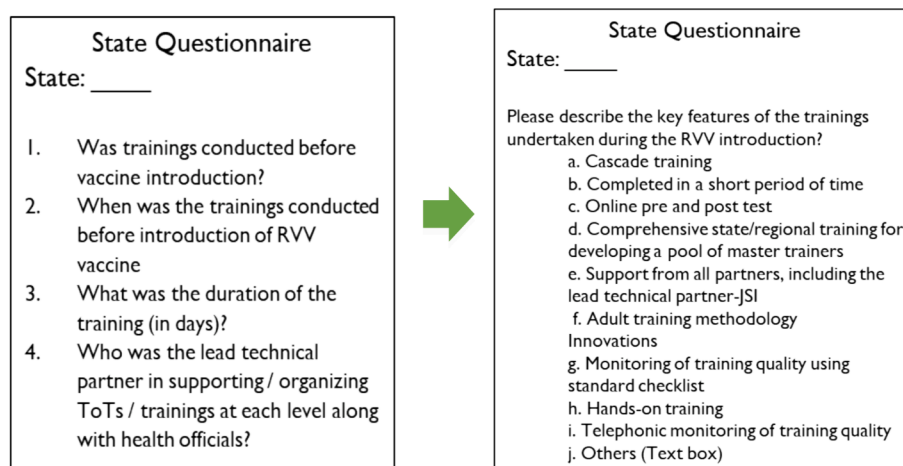 State Questionnaire
State: _____
1. Was trainings conducted before
vaccine introduction?
2. When was the trainings conducted
before introduction of RVV
vaccine
3. What was the duration of the
training (in days)?
4. Who was the lead technical
partner in supporting / organizing
ToTs / trainings at each level along
with health officials?
State Questionnaire
State: _____
Please describe the key features of the trainings
undertaken during the RVV introduction?
a. Cascade training
b. Completed in a short period of time
c. Online pre and post test
d. Comprehensive state/regional training for
developing a pool of master trainers
e. Support from all partners, including the
lead technical partner-JSI
f. Adult training methodology
Innovations
g. Monitoring of training quality using
standard checklist
h. Hands-on training
i. Telephonic monitoring of training quality
j. Others (Text box)